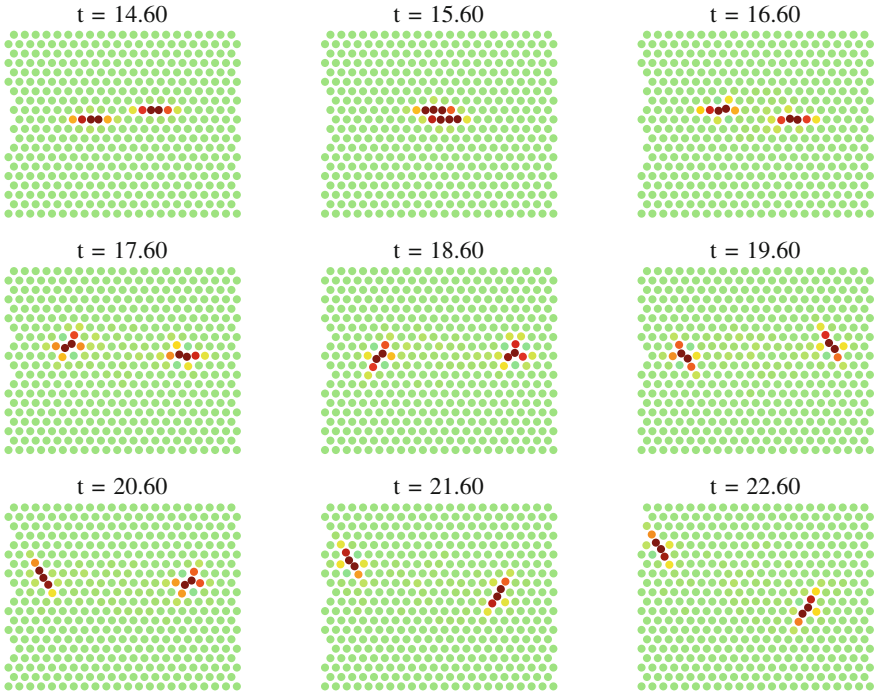 t = 14.60
t = 15.60
t = 16.60
t = 17.60
t = 18.60
t = 19.60
t = 20.60
t = 21.60
t = 22.60